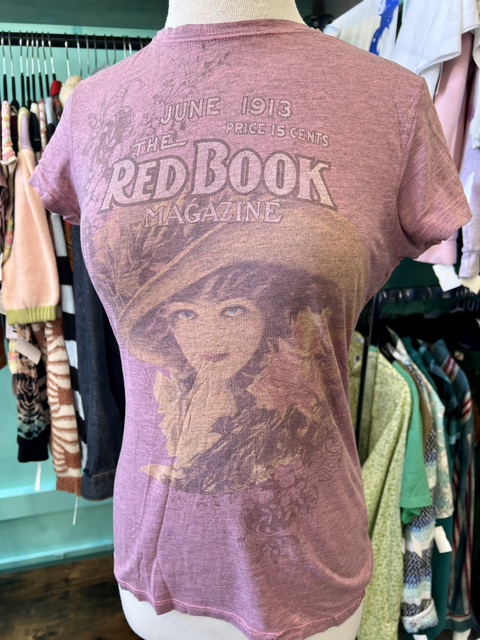 JUNE 1913
PRICE 15 CENTS
THE
RED BOOK
MAGAZINE